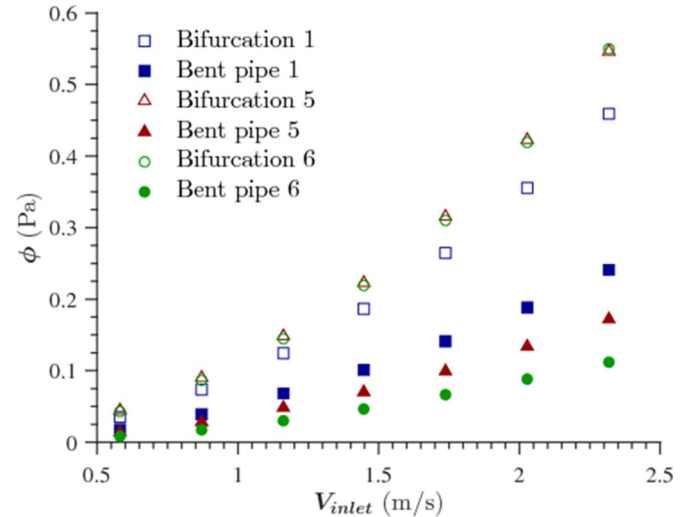 0.6
0.5
0.4
0.3
0.2
0.1
0
ϕ (Pa)
Bifurcation 1
Bent pipe 1
Bifurcation 5
Bent pipe 5
Bifurcation 6
Bent pipe 6
0.5 1 1.5 2 2.5
V_inlet (m/s)